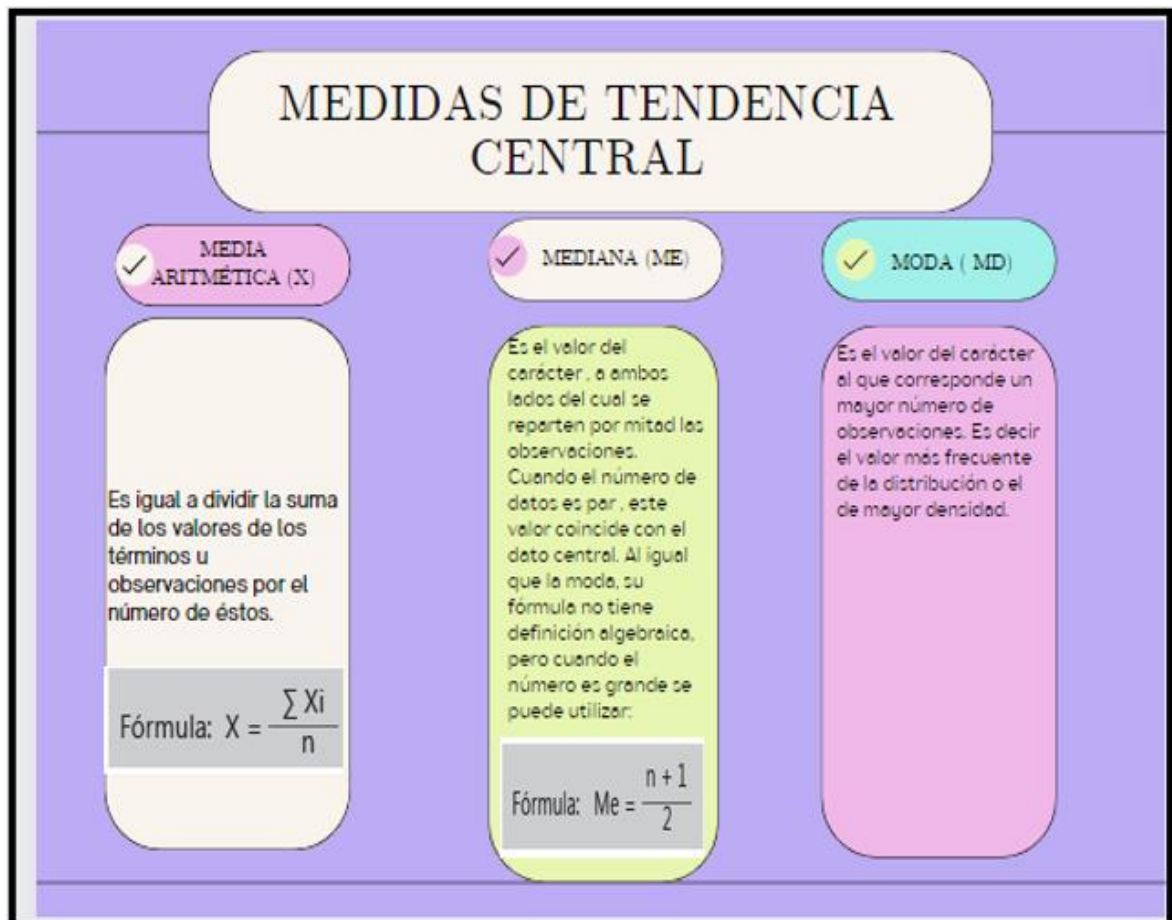 MEDIDAS DE TENDENCIA
CENTRAL
MEDIA
ARITMÉTICA (X)
Es igual a dividir la suma
de los valores de los
términos u
observaciones por el
número de éstos.
Fórmula: X = ∑ Xi / n
MEDIANA (ME)
Es el valor del
carácter , a ambos
lados del cual se
reparten por mitad las
observaciones.
Cuando el número de
datos es par , este
valor coincide con el
dato central. Al igual
que la moda, su
fórmula no tiene
definición algebraica,
pero cuando el
número es grande se
puede utilizar:
Fórmula: Me = n + 1 / 2
MODA ( MD)
Es el valor del carácter
al que corresponde un
mayor número de
observaciones. Es decir
el valor más frecuente
de la distribución o el
de mayor densidad.